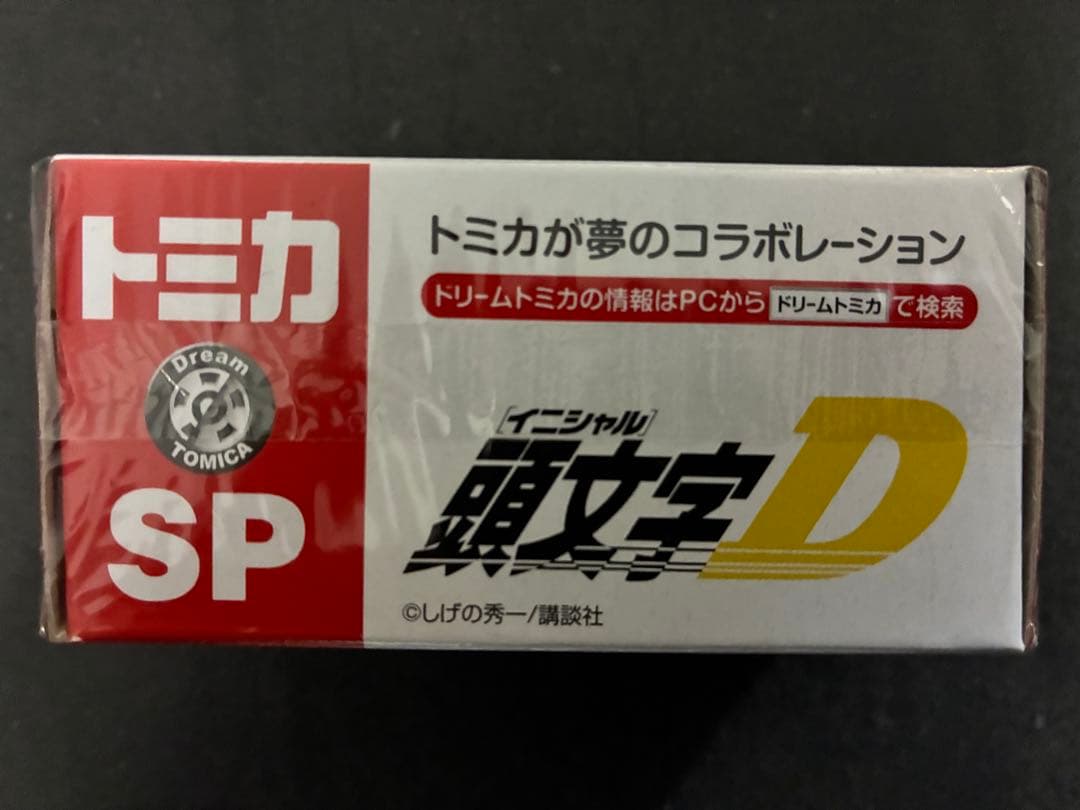 トミカ
Dream
TOMICA
SP
トミカが夢のコラボレーション
ドリームトミカの情報はPCから ドリームトミカ で検索
[イニシャル]
頭文字D
©しげの秀一/講談社